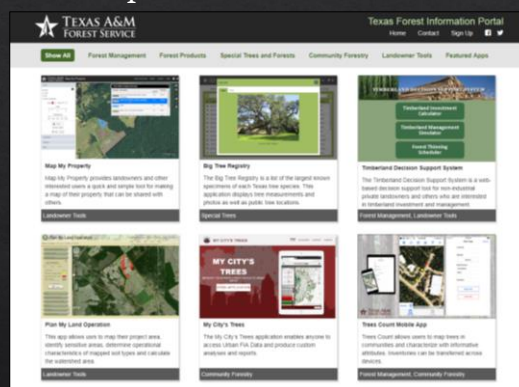 TEXAS A&M
FOREST SERVICE
Texas Forest Information Portal
Home Contact Sign Up
Show All Forest Management Forest Products Special Trees and Forests Community Forestry Landowner Tools Featured Apps
Map My Property
Map My Property provides landowners and other
interested users a quick and simple tool for making
a map of their property that can be shared with
others.
Landowner Tools
Big Tree Registry
The Big Tree Registry is a list of the largest known
specimens of each Texas tree species. This
application displays tree measurements and
photos as well as public tree locations.
Special Trees
TIMBERLAND DECISION SUPPORT SYSTEM
Timberland Investment
Calculator
Timberland Management
Simulator
Forest Thinning
Scheduler
Timberland Decision Support System
The Timberland Decision Support System is a web-
based decision support tool for non-industrial
private landowners and others who are interested
in timberland investment and management
Forest Management, Landowner Tools
Plan My Land Operation
This app allows users to map their project area,
identify sensitive areas, determine operational
characteristics of mapped soil types and calculate
the watershed area.
Landowner Tools
MY CITY'S TREES
MY CITY'S
TREES
My City's Trees
The My City's Trees application enables anyone to
access Urban FIA Data and produce custom
analyses and reports.
Community Forestry
Trees Count Mobile App
Trees Count allows users to map trees in
communities and characterize with informative
attributes. Inventories can be transferred across
devices.
Forest Management, Community Forestry